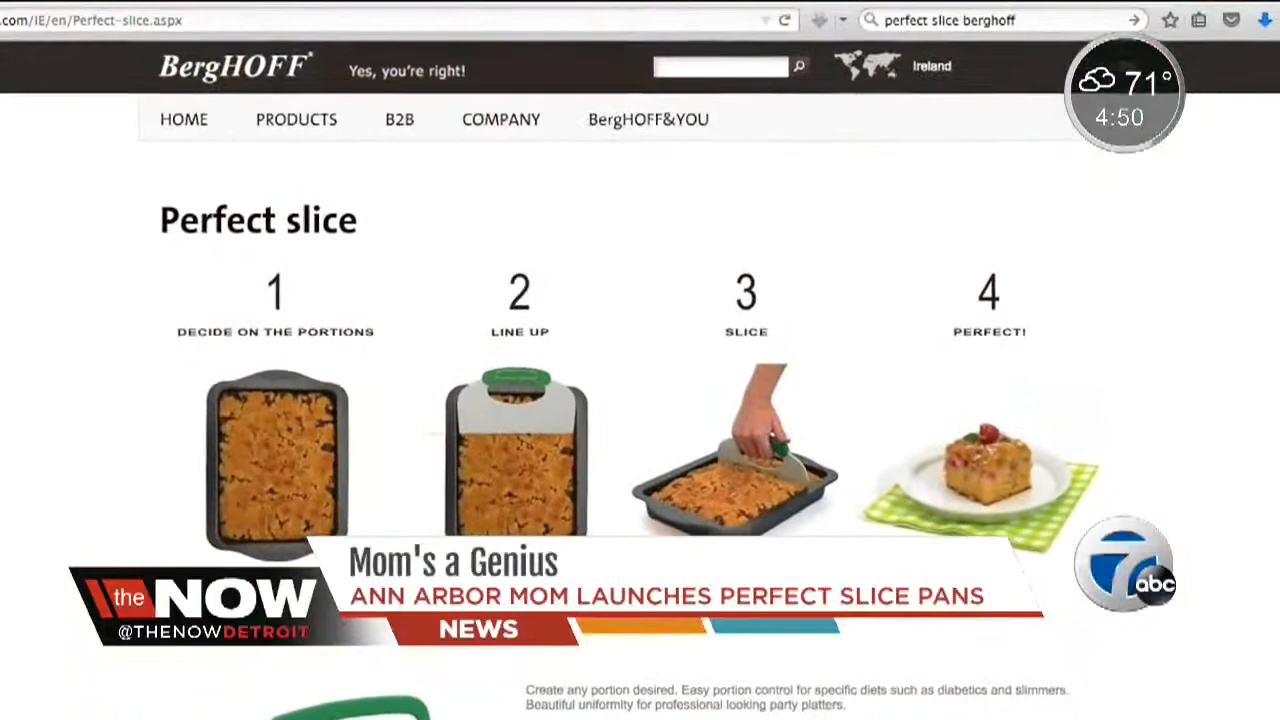 .com/IE/en/Perfect-slice.aspx
perfect slice berghoff
BergHOFF
Yes, you're right!
Ireland
71°
4:50
HOME
PRODUCTS
B2B
COMPANY
BergHOFF&YOU
Perfect slice
1
2
3
4
DECIDE ON THE PORTIONS
LINE UP
SLICE
PERFECT!
Mom's a Genius
ANN ARBOR MOM LAUNCHES PERFECT SLICE PANS
the NOW
@THENOWDETROIT
NEWS
7
abc
Create any portion desired. Easy portion control for specific diets such as diabetics and slimmers.
Beautiful uniformity for professional looking party platters.